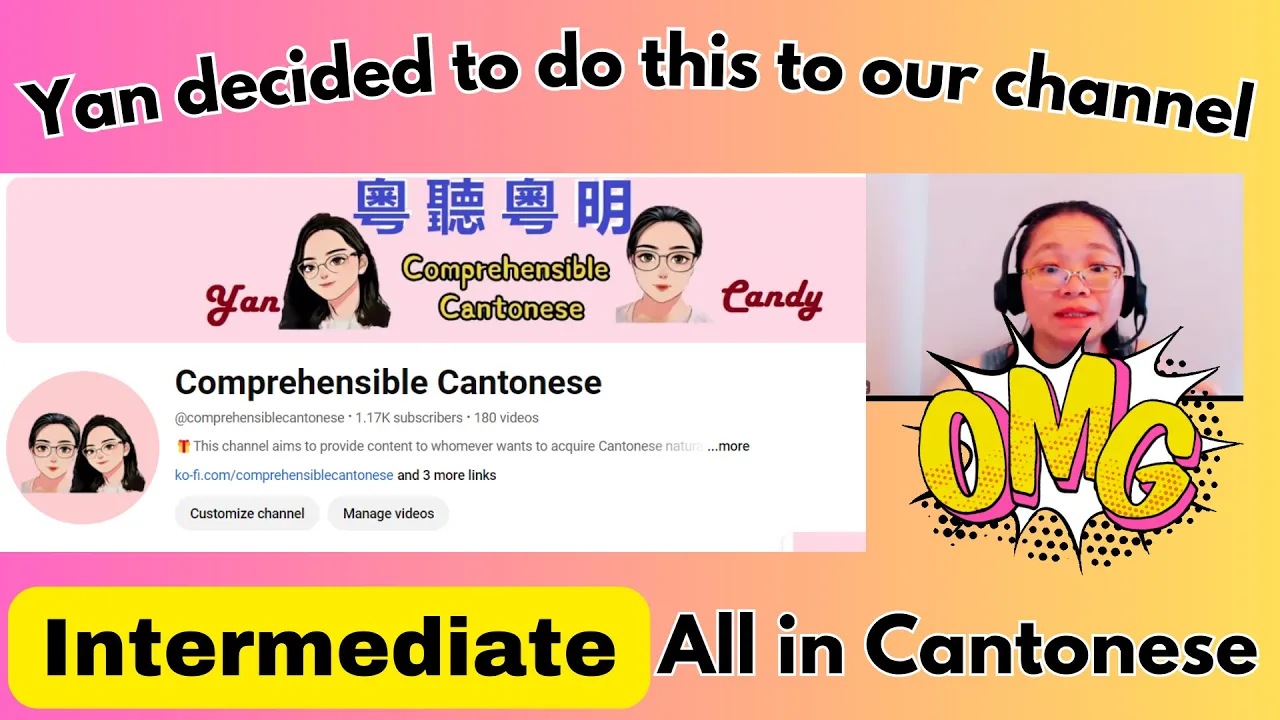 Yan decided to do this to our channel
粵聽粵明
Yan
Comprehensible
Cantonese
Candy
Comprehensible Cantonese
@comprehensiblecantonese · 1.17K subscribers · 180 videos
🎁This channel aims to provide content to whomever wants to acquire Cantonese natura ...more
ko-fi.com/comprehensiblecantonese and 3 more links
Customize channel
Manage videos
OMG
Intermediate
All in Cantonese